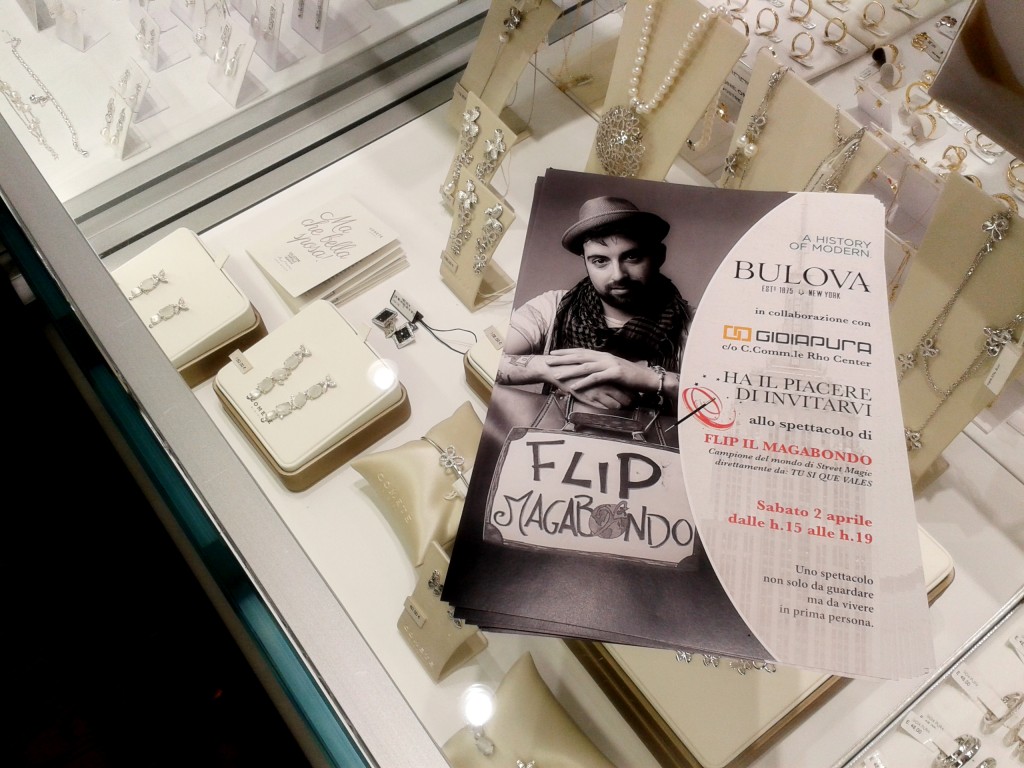 Ma
che bella
festa!
A HISTORY
OF MODERN
BULOVA
EST. 1875 NEW YORK
in collaborazione con
GIOIAPURA
c/o C.Comm.le Rho Center
HA IL PIACERE
DI INVITARVI
allo spettacolo di
FLIP IL MAGABONDO
Campione del mondo di Street Magic
direttamente da: TU SI QUE VALES
Sabato 2 aprile
dalle h.15 alle h.19
Uno spettacolo
non solo da guardare
ma da vivere
in prima persona.
FLIP
MAGABONDO